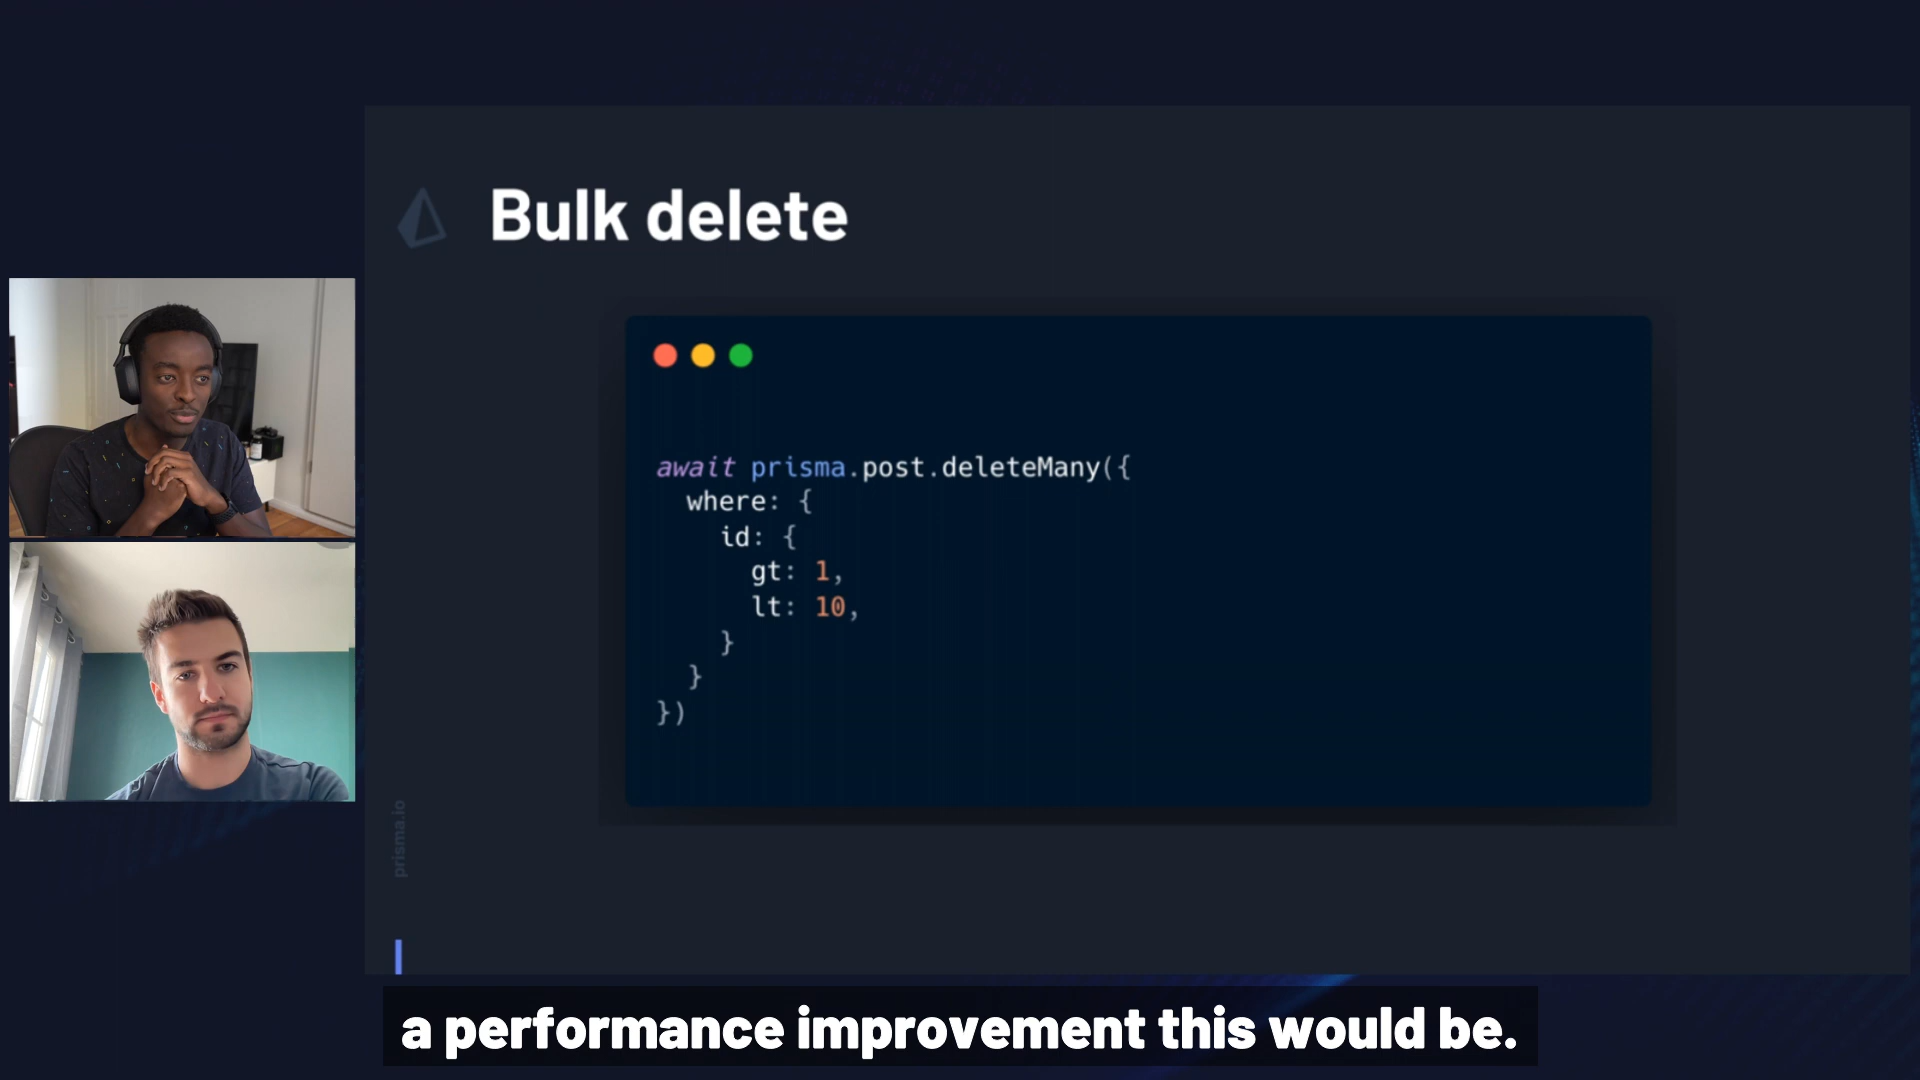 Bulk delete
await prisma.post.deleteMany({
  where: {
    id: {
      gt: 1,
      lt: 10,
    }
  }
})
prisma.io
a performance improvement this would be.